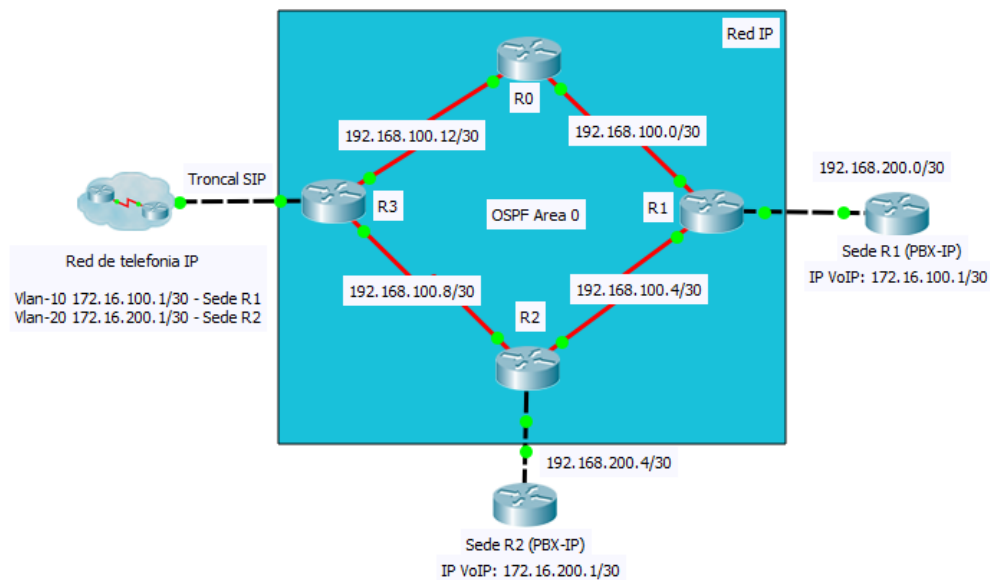 Red IP
R0
192.168.100.12/30
192.168.100.0/30
192.168.200.0/30
Troncal SIP
R3
OSPF Area 0
R1
Sede R1 (PBX-IP)
IP VoIP: 172.16.100.1/30
Red de telefonia IP
Vlan-10 172.16.100.1/30 - Sede R1
Vlan-20 172.16.200.1/30 - Sede R2
192.168.100.8/30
192.168.100.4/30
R2
192.168.200.4/30
Sede R2 (PBX-IP)
IP VoIP: 172.16.200.1/30